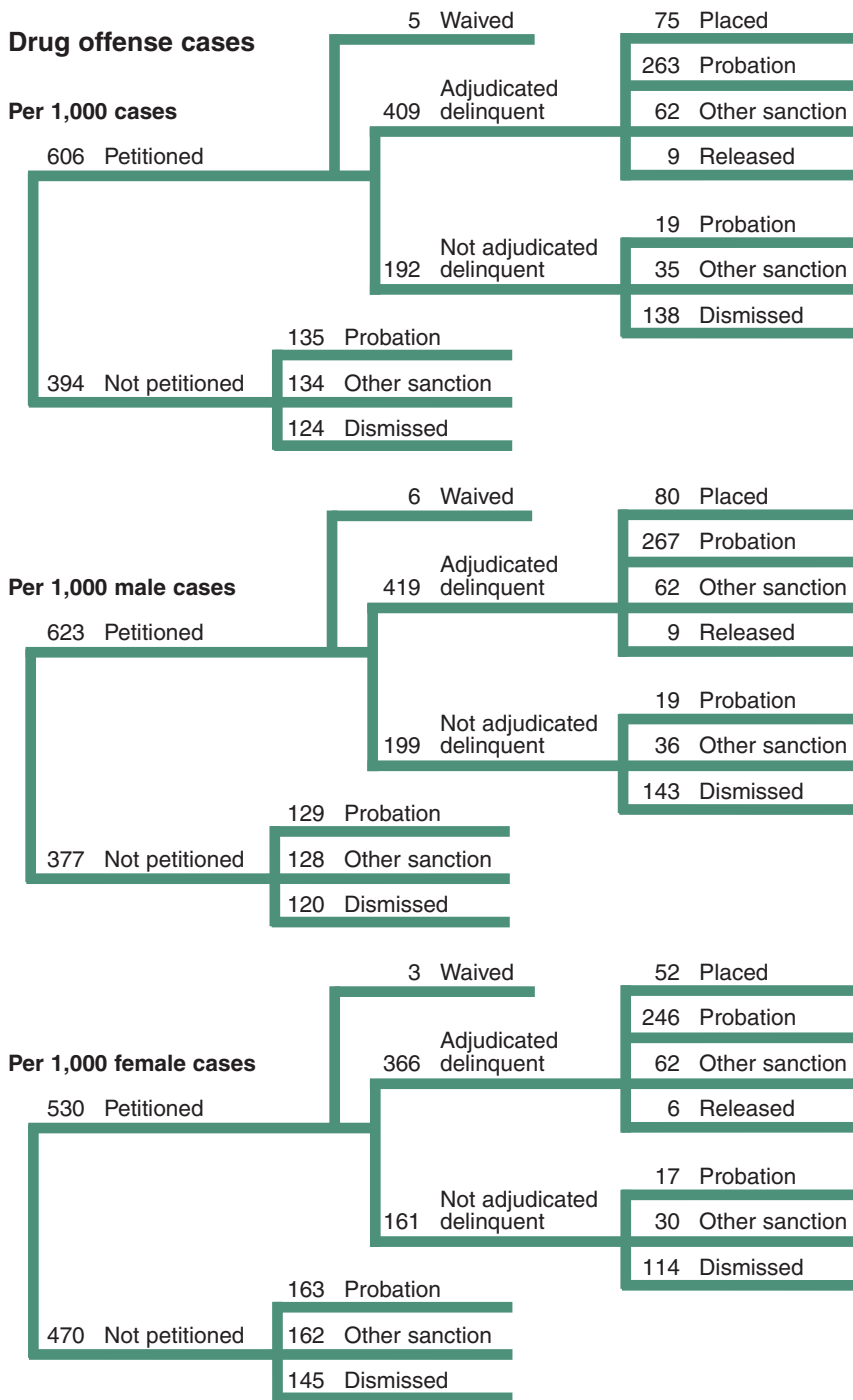 5 Waived
75 Placed
Drug offense cases
263 Probation
Adjudicated
409 delinquent
Per 1,000 cases
62 Other sanction
606 Petitioned
9 Released
19 Probation
Not adjudicated
192 delinquent
35 Other sanction
138 Dismissed
135 Probation
394 Not petitioned
134 Other sanction
124 Dismissed
6 Waived
80 Placed
267 Probation
Adjudicated
Per 1,000 male cases
419 delinquent
62 Other sanction
623 Petitioned
9 Released
19 Probation
Not adjudicated
199 delinquent
36 Other sanction
143 Dismissed
129 Probation
377 Not petitioned
128 Other sanction
120 Dismissed
3 Waived
52 Placed
246 Probation
Adjudicated
Per 1,000 female cases
366 delinquent
62 Other sanction
530 Petitioned
6 Released
17 Probation
Not adjudicated
161 delinquent
30 Other sanction
114 Dismissed
163 Probation
470 Not petitioned
162 Other sanction
145 Dismissed